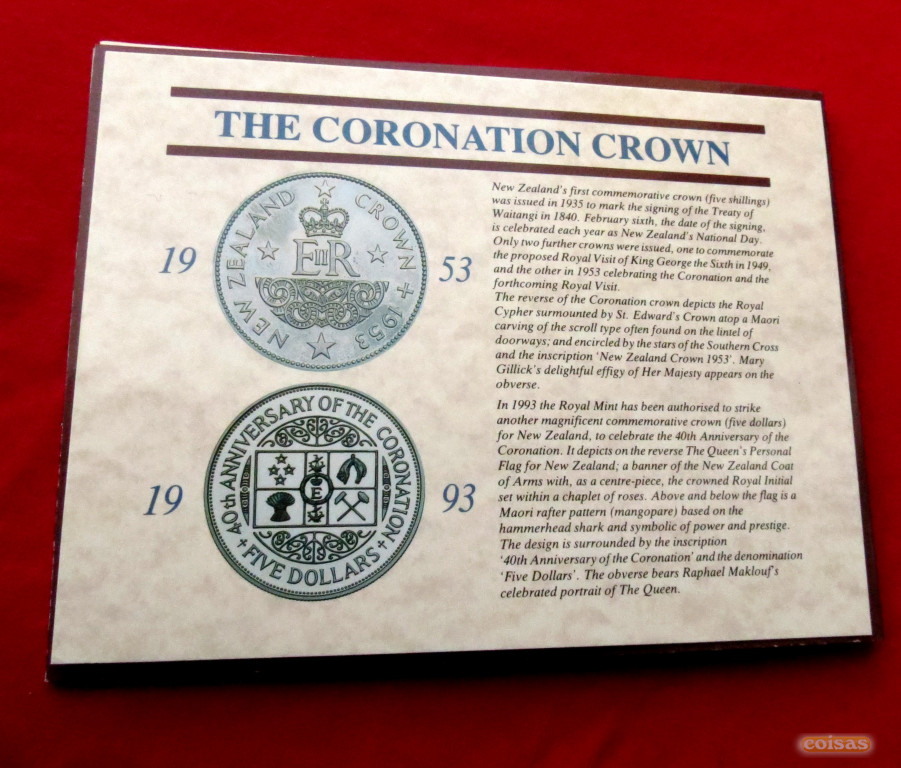 THE CORONATION CROWN
19
NEW ZEALAND CROWN + 1953
EIIR
53
New Zealand's first commemorative crown (five shillings)
was issued in 1935 to mark the signing of the Treaty of
Waitangi in 1840. February sixth, the date of the signing,
is celebrated each year as New Zealand's National Day.
Only two further crowns were issued, one to commemorate
the proposed Royal Visit of King George the Sixth in 1949,
and the other in 1953 celebrating the Coronation and the
forthcoming Royal Visit.
The reverse of the Coronation crown depicts the Royal
Cypher surmounted by St. Edward's Crown atop a Maori
carving of the scroll type often found on the lintel of
doorways; and encircled by the stars of the Southern Cross
and the inscription 'New Zealand Crown 1953'. Mary
Gillick's delightful effigy of Her Majesty appears on the
obverse.
19
40th ANNIVERSARY OF THE CORONATION
E
+ FIVE DOLLARS +
93
In 1993 the Royal Mint has been authorised to strike
another magnificent commemorative crown (five dollars)
for New Zealand, to celebrate the 40th Anniversary of the
Coronation. It depicts on the reverse The Queen's Personal
Flag for New Zealand; a banner of the New Zealand Coat
of Arms with, as a centre-piece, the crowned Royal Initial
set within a chaplet of roses. Above and below the flag is a
Maori rafter pattern (mangopare) based on the
hammerhead shark and symbolic of power and prestige.
The design is surrounded by the inscription
'40th Anniversary of the Coronation' and the denomination
'Five Dollars'. The obverse bears Raphael Maklouf's
celebrated portrait of The Queen.
coisas